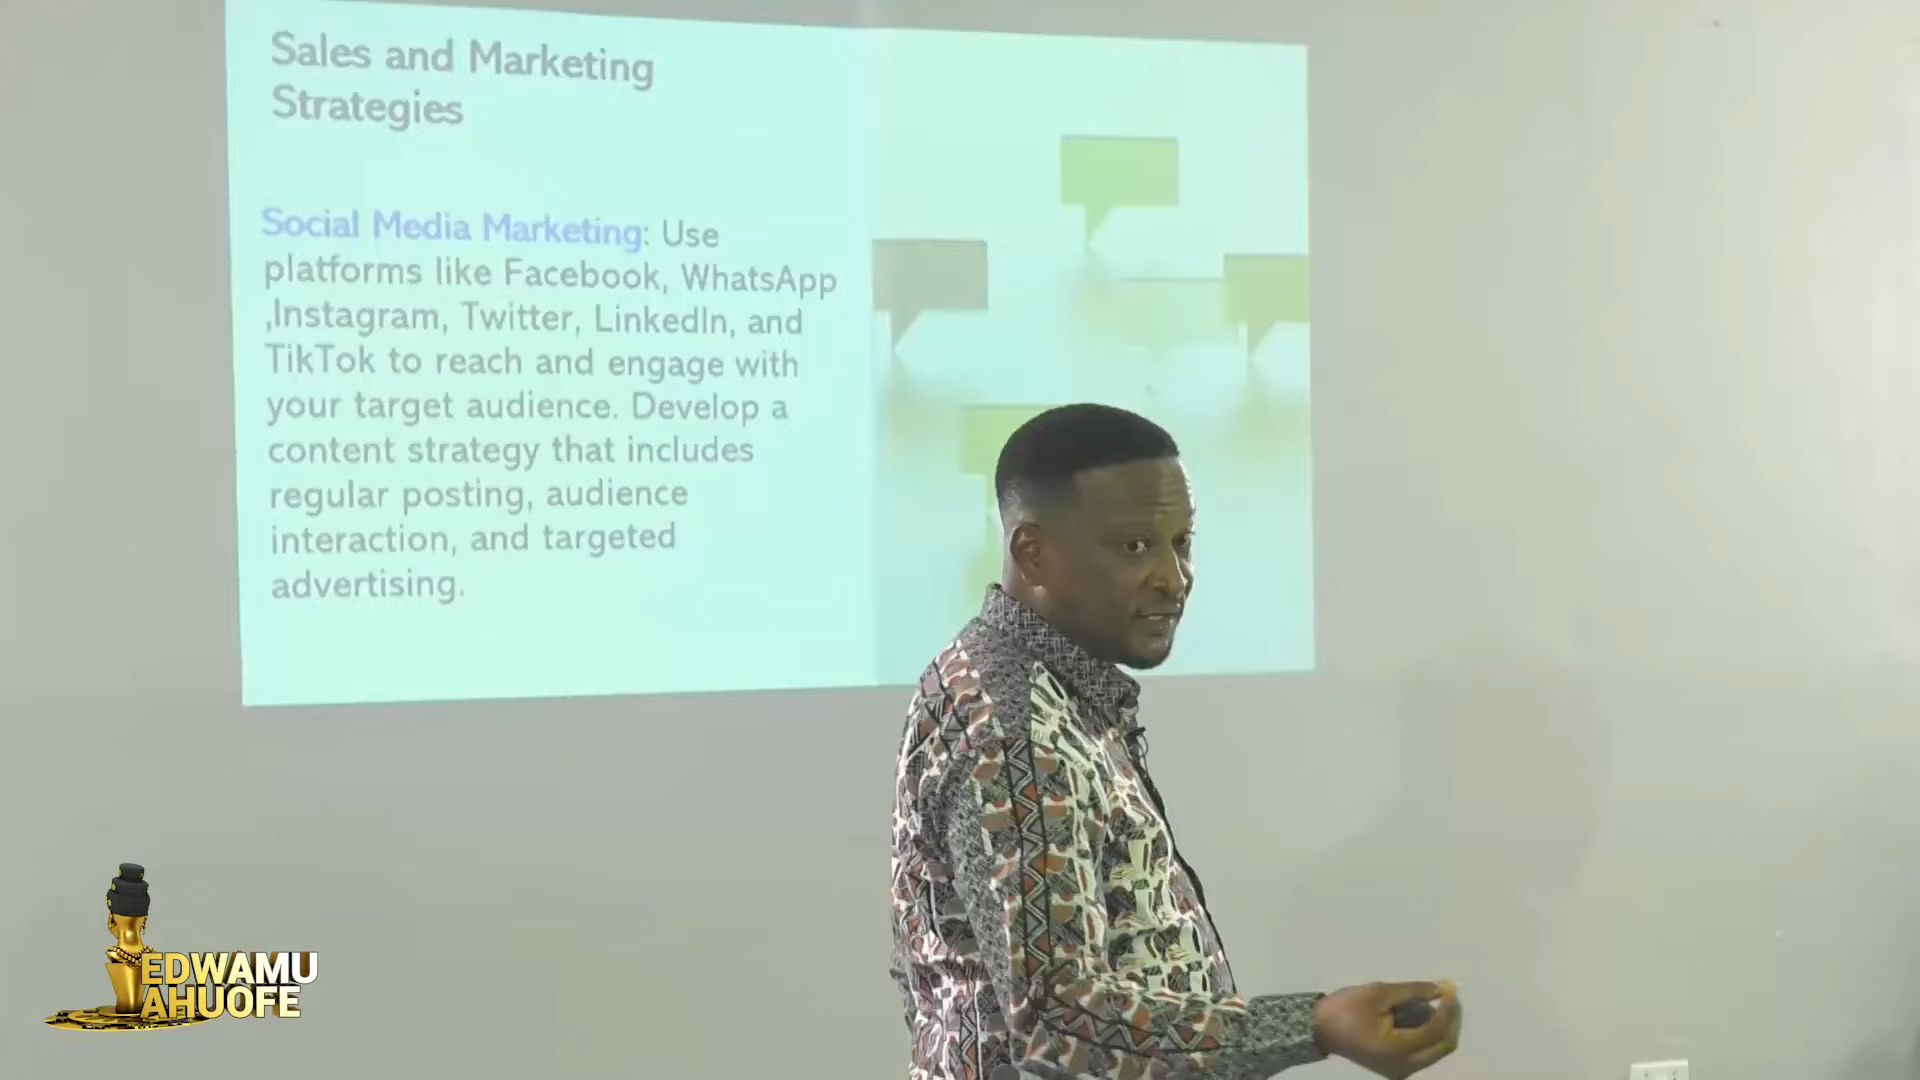 Sales and Marketing
Strategies
Social Media Marketing: Use
platforms like Facebook, WhatsApp
,Instagram, Twitter, LinkedIn, and
TikTok to reach and engage with
your target audience. Develop a
content strategy that includes
regular posting, audience
interaction, and targeted
advertising.
EDWAMU
AHUOFE